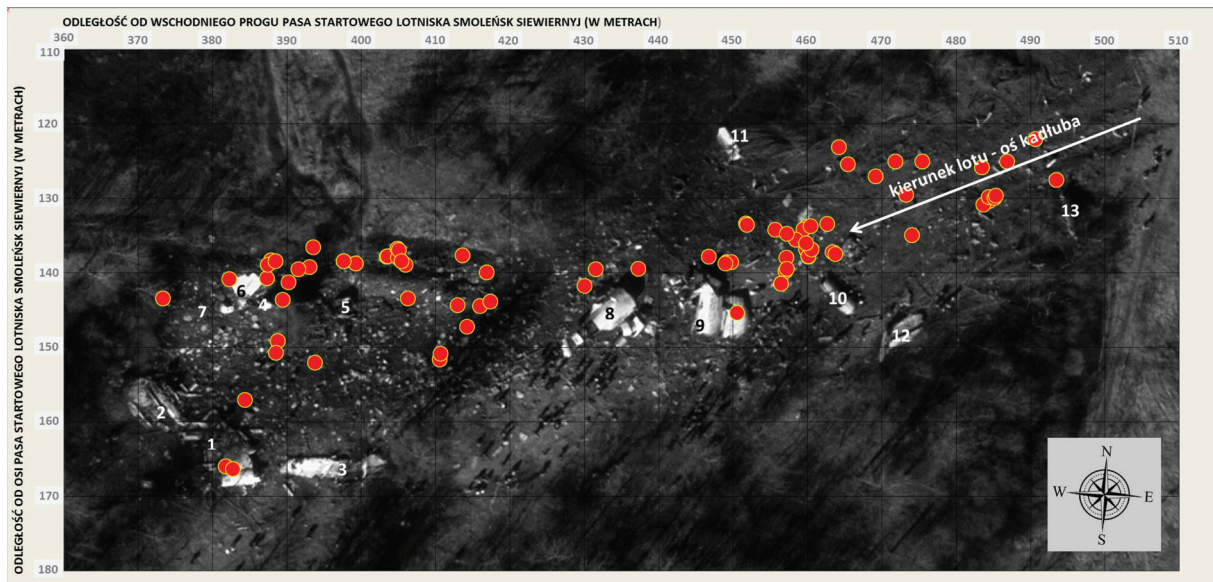 ODLEGŁOŚĆ OD WSCHODNIEGO PROGU PASA STARTOWEGO LOTNISKA SMOLEŃSK SIEWIERNYJ (W METRACH)
360 373 380 390 400 410 420 430 440 450 460 470 480 490 500 510
ODLEGŁOŚĆ OD OSI PASA STARTOWEGO LOTNISKA SMOLEŃSK SIEWIERNYJ (W METRACH)
110
120
130
140
150
160
170
180
11
kierunek lotu - oś kadłuba
13
6
7
4
5
10
8
9
12
2
1
3
N
W
E
S